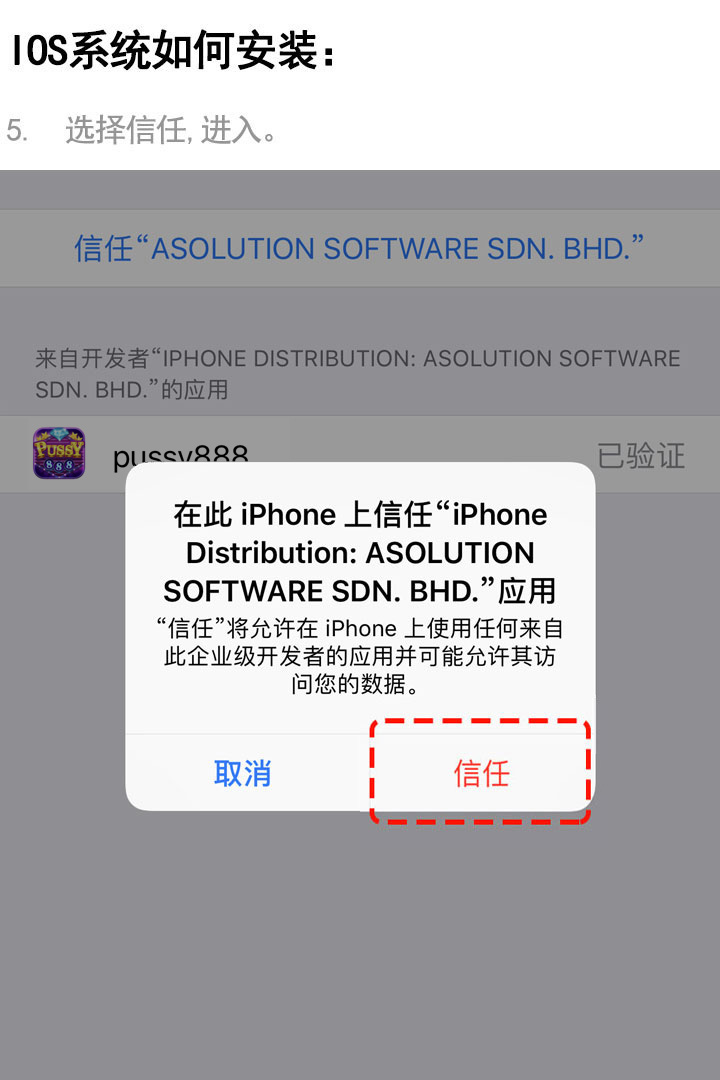 IOS系统如何安装：
5. 选择信任,进入。
信任“ASOLUTION SOFTWARE SDN. BHD.”
来自开发者“IPHONE DISTRIBUTION: ASOLUTION SOFTWARE
SDN. BHD.”的应用
PUSSY
888
pussy888
已验证
在此 iPhone 上信任“iPhone
Distribution: ASOLUTION
SOFTWARE SDN. BHD.”应用
“信任”将允许在 iPhone 上使用任何来自
此企业级开发者的应用并可能允许其访
问您的数据。
取消
信任